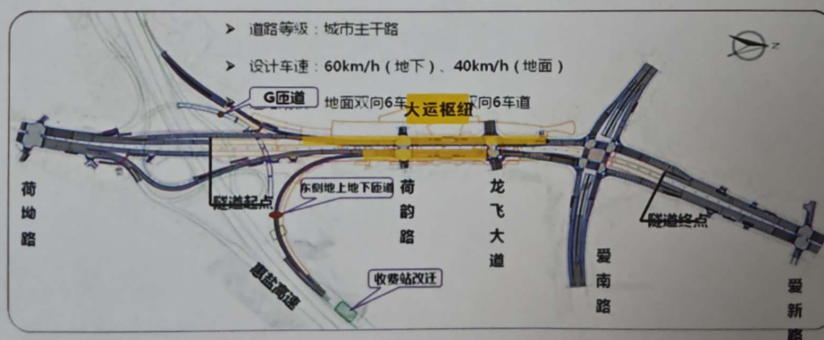 ➢ 道路等级：城市主干路
➢ 设计车速：60km/h（地下）、40km/h（地面）
地面双向6车
双向6车道
大运枢纽
G匝道
N
荷坳路
隧道起点
东侧地上地下匝道
荷韵路
龙飞大道
爱南路
隧道终点
爱新路
惠盐高速
收费站改迁